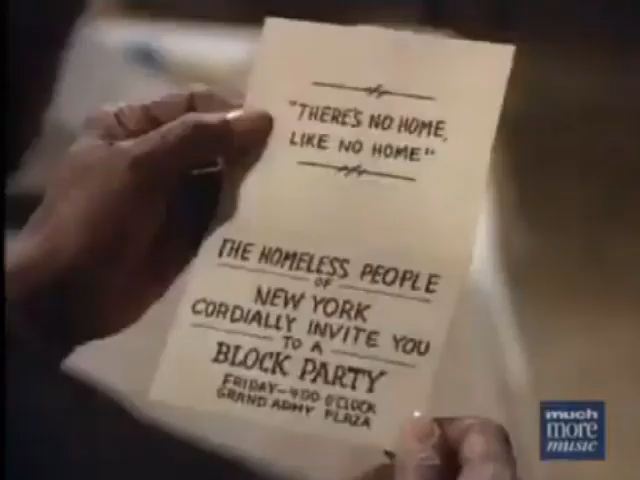 "THERE'S NO HOME,
LIKE NO HOME"
THE HOMELESS PEOPLE
OF
NEW YORK
CORDIALLY INVITE YOU
TO A
BLOCK PARTY
FRIDAY-4:00 O'CLOCK
GRAND ARMY PLAZA
much
more
music